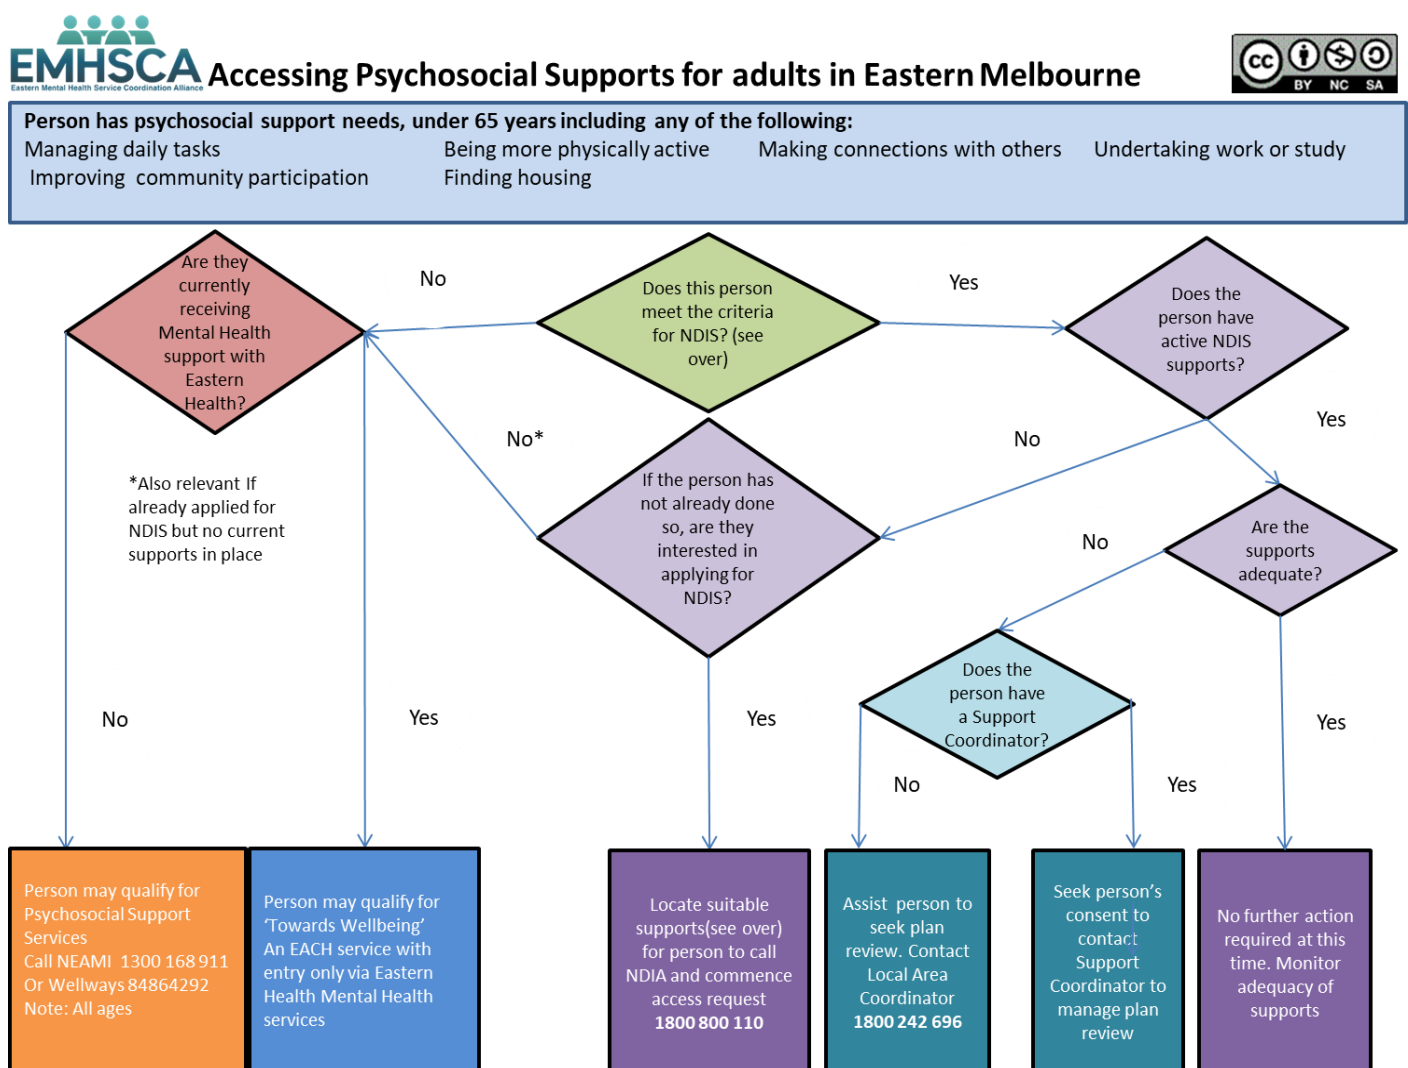 EMHSCA
Eastern Mental Health Service Coordination Alliance
Accessing Psychosocial Supports for adults in Eastern Melbourne
cc
BY NC SA
Person has psychosocial support needs, under 65 years including any of the following:
Managing daily tasks Being more physically active Making connections with others Undertaking work or study
Improving community participation Finding housing
Are they
currently
receiving
Mental Health
support with
Eastern
Health?
No
Does this person
meet the criteria
for NDIS? (see
over)
Yes
Does the
person have
active NDIS
supports?
*Also relevant If
already applied for
NDIS but no current
supports in place
No*
If the person has
not already done
so, are they
interested in
applying for
NDIS?
No
Yes
Are the
supports
adequate?
No
Does the
person have
a Support
Coordinator?
No
Yes
Yes
No
Yes
Yes
Person may qualify for
Psychosocial Support
Services
Call NEAMI 1300 168 911
Or Wellways 84864292
Note: All ages
Person may qualify for
‘Towards Wellbeing’
An EACH service with
entry only via Eastern
Health Mental Health
services
Locate suitable
supports(see over)
for person to call
NDIA and commence
access request
1800 800 110
Assist person to
seek plan
review. Contact
Local Area
Coordinator
1800 242 696
Seek person’s
consent to
contact
Support
Coordinator to
manage plan
review
No further action
required at this
time. Monitor
adequacy of
supports